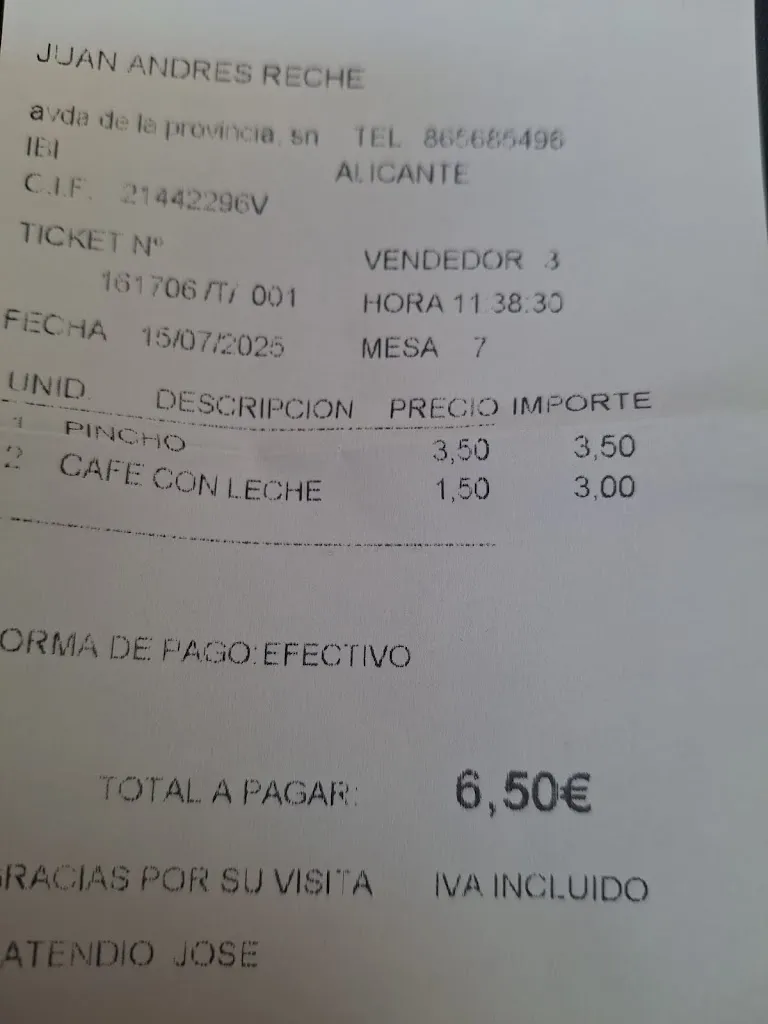 JUAN ANDRES RECHE
avda de la provincia, sn TEL 865685496
IBI ALICANTE
C.I.F. 21442296V
TICKET Nº VENDEDOR 3
161706 /T/ 001 HORA 11:38:30
FECHA 15/07/2025 MESA 7
UNID. DESCRIPCION PRECIO IMPORTE
1 PINCHO 3,50 3,50
2 CAFE CON LECHE 1,50 3,00
ORMA DE PAGO:EFECTIVO
TOTAL A PAGAR: 6,50€
GRACIAS POR SU VISITA IVA INCLUIDO
ATENDIO JOSE